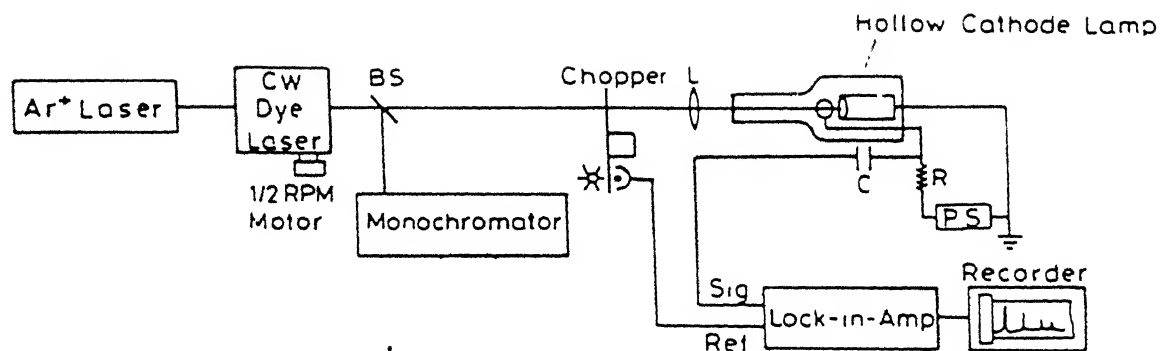 Hollow Cathode Lamp
Ar+ Laser
CW
Dye
Laser
BS
Chopper
L
1/2 RPM
Motor
Monochromator
C
R
PS
Sig
Ref
Lock-in-Amp
Recorder